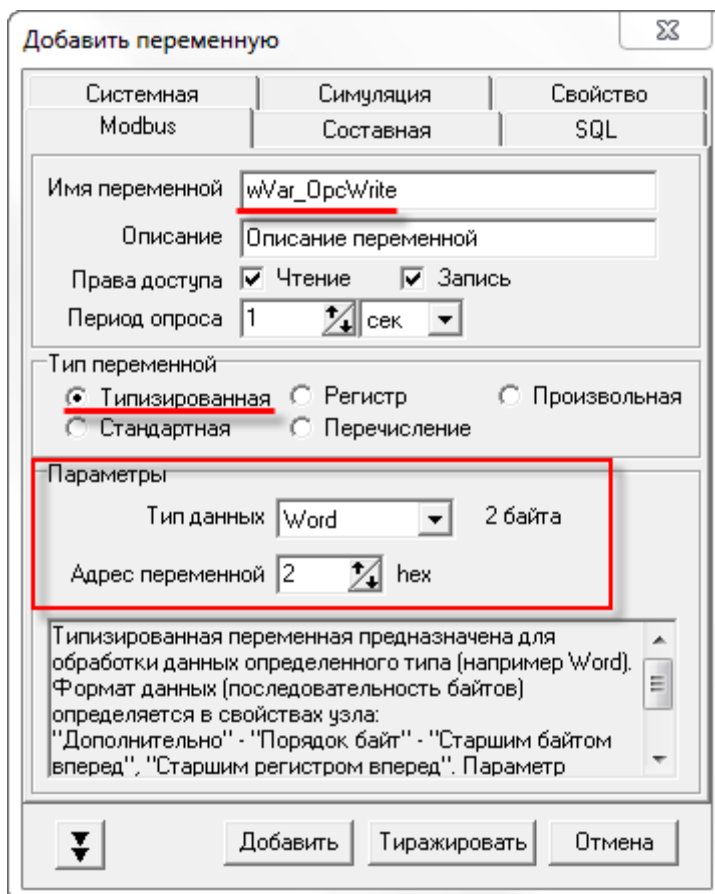 Добавить переменную
Системная Симуляция Свойство
Modbus Составная SQL
Имя переменной wVar_OpcWrite
Описание Описание переменной
Права доступа Чтение Запись
Период опроса 1 сек
Тип переменной
Типизированная Регистр Произвольная
Стандартная Перечисление
Параметры
Тип данных Word 2 байта
Адрес переменной 2 hex
Типизированная переменная предназначена для
обработки данных определенного типа (например Word).
Формат данных (последовательность байтов)
определяется в свойствах узла:
"Дополнительно" - "Порядок байт" - "Старшим байтом
вперед", "Старшим регистром вперед". Параметр
Добавить Тиражировать Отмена